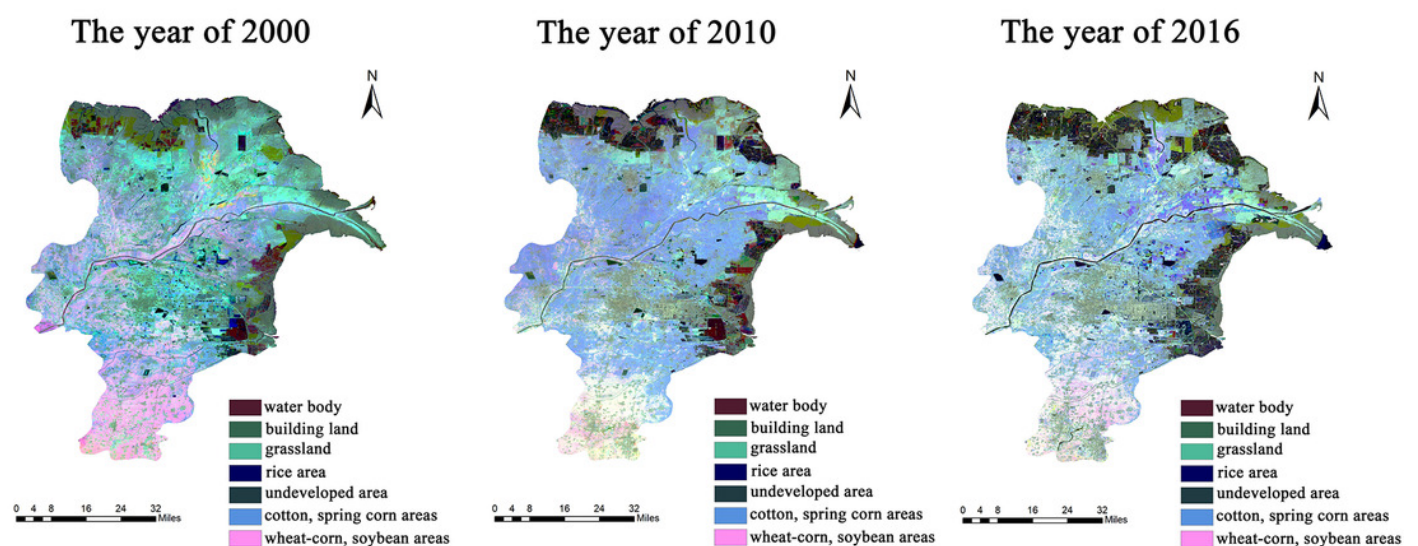 The year of 2000
The year of 2010
The year of 2016
N
N
N
water body
building land
grassland
rice area
undeveloped area
cotton, spring corn areas
wheat-corn, soybean areas
0 4 8 16 24 32
Miles
water body
building land
grassland
rice area
undeveloped area
cotton, spring corn areas
wheat-corn, soybean areas
0 4 8 16 24 32
Miles
water body
building land
grassland
rice area
undeveloped area
cotton, spring corn areas
wheat-corn, soybean areas
0 4 8 16 24 32
Miles